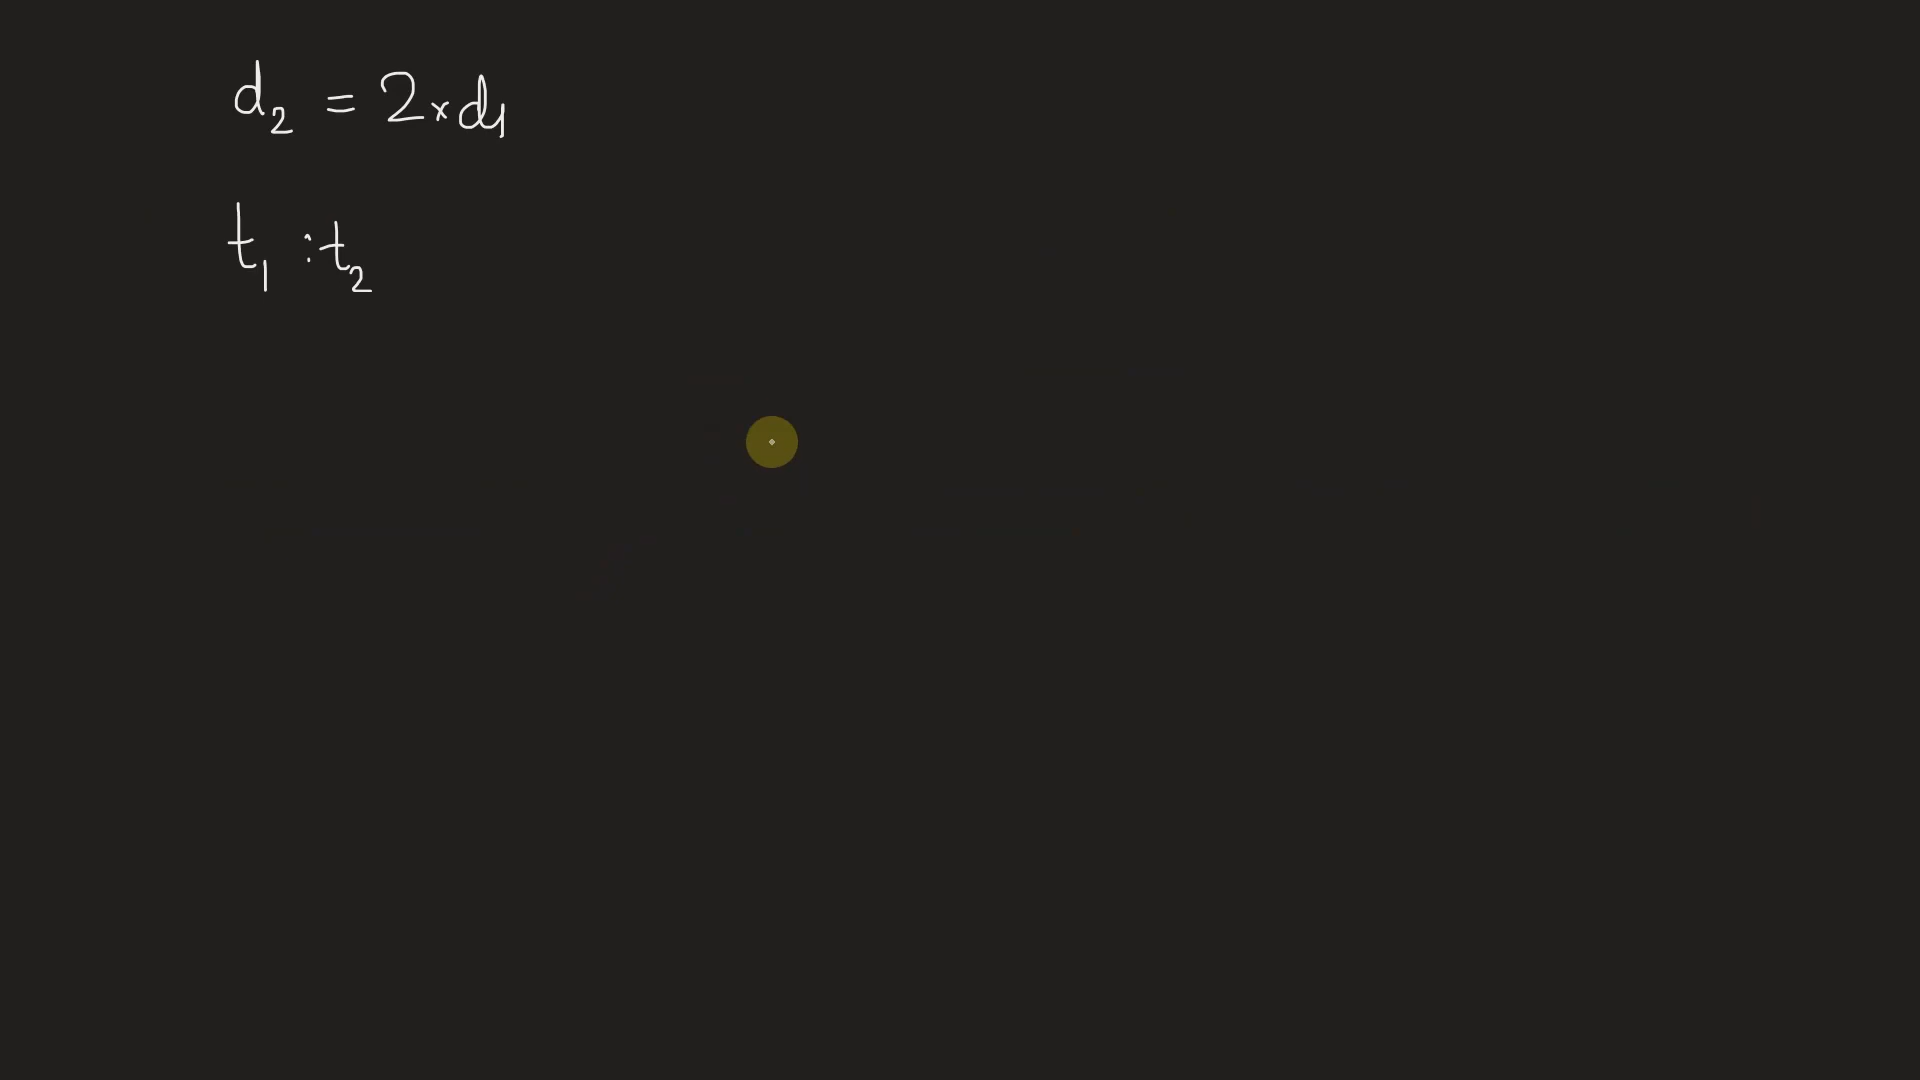 d₂ = 2×d₁
t₁ : t₂